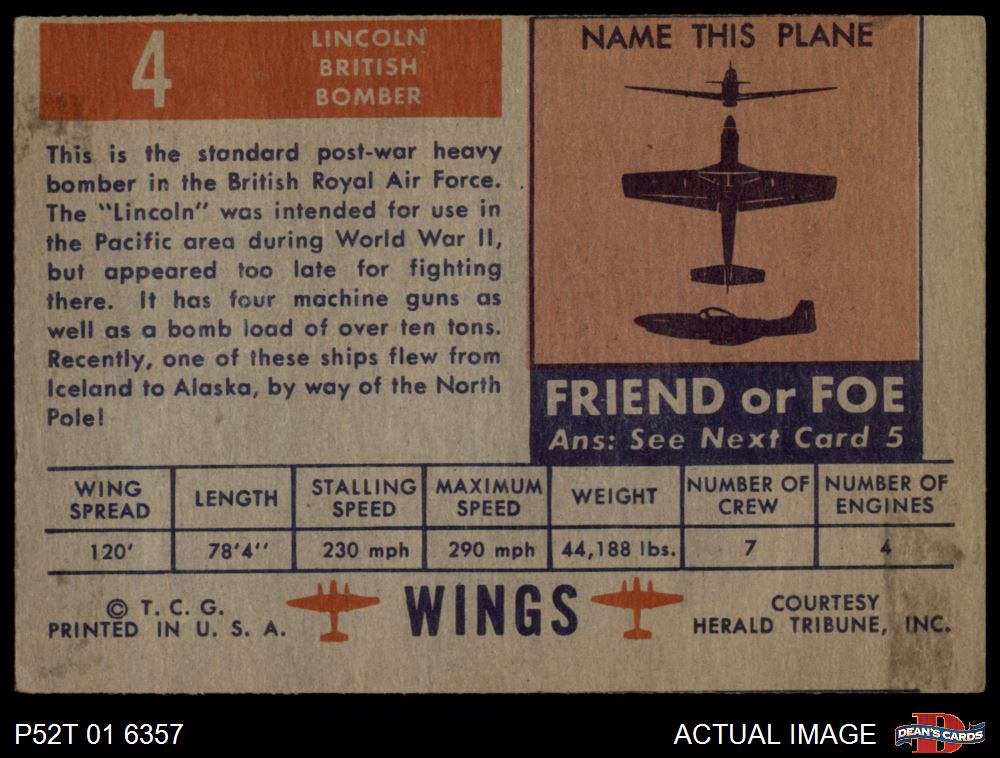 4
LINCOLN
BRITISH
BOMBER
This is the standard post-war heavy
bomber in the British Royal Air Force.
The "Lincoln" was intended for use in
the Pacific area during World War II,
but appeared too late for fighting
there. It has four machine guns as
well as a bomb load of over ten tons.
Recently, one of these ships flew from
Iceland to Alaska, by way of the North
Pole!
NAME THIS PLANE
FRIEND or FOE
Ans: See Next Card 5
WING SPREAD LENGTH STALLING SPEED MAXIMUM SPEED WEIGHT NUMBER OF CREW NUMBER OF ENGINES
120' 78'4" 230 mph 290 mph 44,188 lbs. 7 4
© T. C. G.
PRINTED IN U. S. A.
WINGS
COURTESY
HERALD TRIBUNE, INC.
P52T 01 6357
ACTUAL IMAGE
D
DEAN'S CARDS